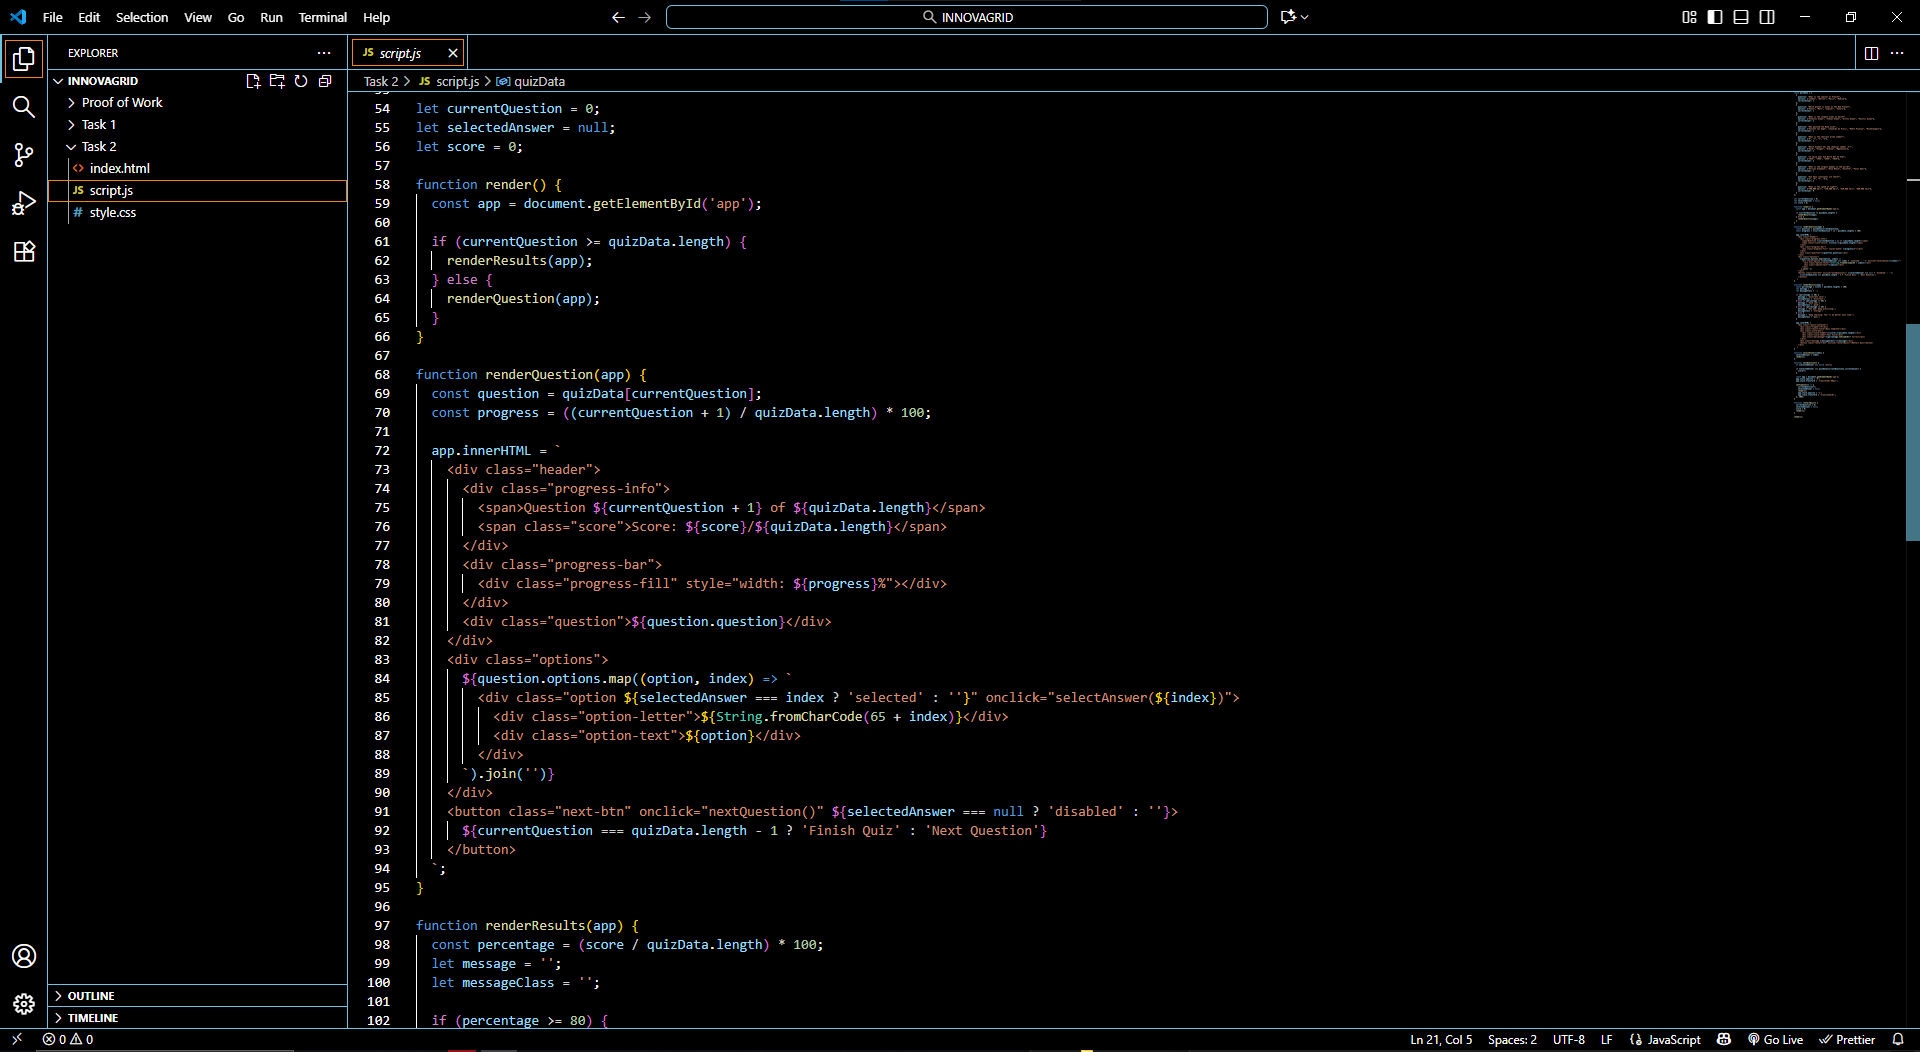 File Edit Selection View Go Run Terminal Help
INNOVAGRID
EXPLORER
INNOVAGRID
Proof of Work
Task 1
Task 2
index.html
JS script.js
# style.css
OUTLINE
TIMELINE
JS script.js
Task 2 > JS script.js > quizData
54 let currentQuestion = 0;
55 let selectedAnswer = null;
56 let score = 0;
57
58 function render() {
59 const app = document.getElementById('app');
60
61 if (currentQuestion >= quizData.length) {
62 renderResults(app);
63 } else {
64 renderQuestion(app);
65 }
66 }
67
68 function renderQuestion(app) {
69 const question = quizData[currentQuestion];
70 const progress = ((currentQuestion + 1) / quizData.length) * 100;
71
72 app.innerHTML = `
73 <div class="header">
74 <div class="progress-info">
75 <span>Question ${currentQuestion + 1} of ${quizData.length}</span>
76 <span class="score">Score: ${score}/${quizData.length}</span>
77 </div>
78 <div class="progress-bar">
79 <div class="progress-fill" style="width: ${progress}%"></div>
80 </div>
81 <div class="question">${question.question}</div>
82 </div>
83 <div class="options">
84 ${question.options.map((option, index) => `
85 <div class="option ${selectedAnswer === index ? 'selected' : ''}" onclick="selectAnswer(${index})">
86 <div class="option-letter">${String.fromCharCode(65 + index)}</div>
87 <div class="option-text">${option}</div>
88 </div>
89 `).join('')}
90 </div>
91 <button class="next-btn" onclick="nextQuestion()" ${selectedAnswer === null ? 'disabled' : ''}>
92 ${currentQuestion === quizData.length - 1 ? 'Finish Quiz' : 'Next Question'}
93 </button>
94 `;
95 }
96
97 function renderResults(app) {
98 const percentage = (score / quizData.length) * 100;
99 let message = '';
100 let messageClass = '';
101
102 if (percentage >= 80) {
0 0
Ln 21, Col 5 Spaces: 2 UTF-8 LF {} JavaScript Go Live Prettier